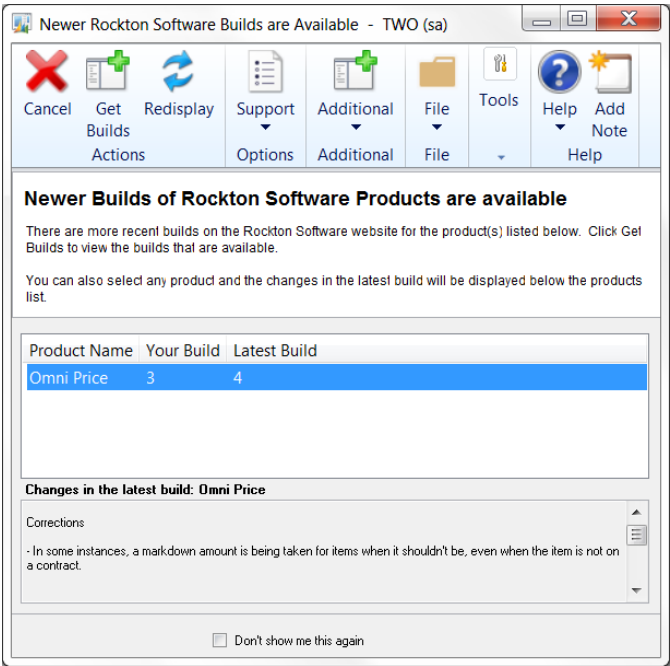 Newer Rockton Software Builds are Available  -  TWO (sa)
Cancel
Get Builds
Redisplay
Support
Additional
File
Tools
Help
Add Note
Actions
Options
Additional
File
Help
Newer Builds of Rockton Software Products are available
There are more recent builds on the Rockton Software website for the product(s) listed below.  Click Get
Builds to view the builds that are available.
You can also select any product and the changes in the latest build will be displayed below the products
list.
Product Name  Your Build  Latest Build
Omni Price  3  4
Changes in the latest build: Omni Price
Corrections
- In some instances, a markdown amount is being taken for items when it shouldn't be, even when the item is not on
a contract.
Don't show me this again